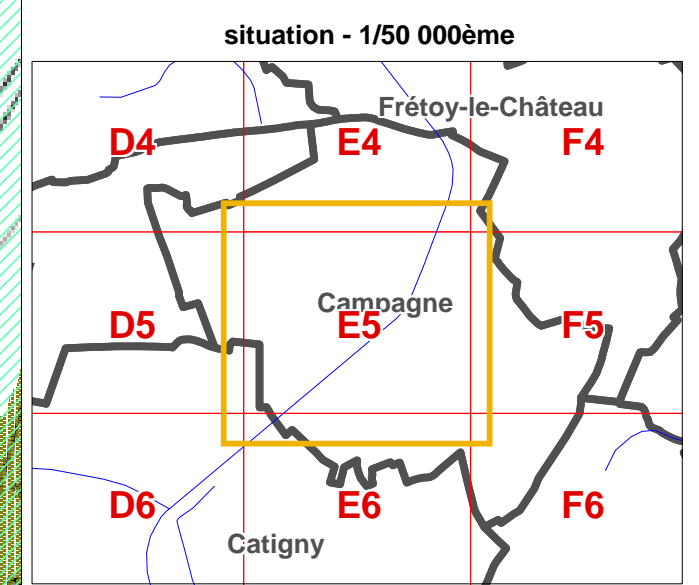 situation - 1/50 000ème
Frétoy-le-Château
D4 E4 F4
Campagne
D5 E5 F5
D6 E6 F6
Catigny